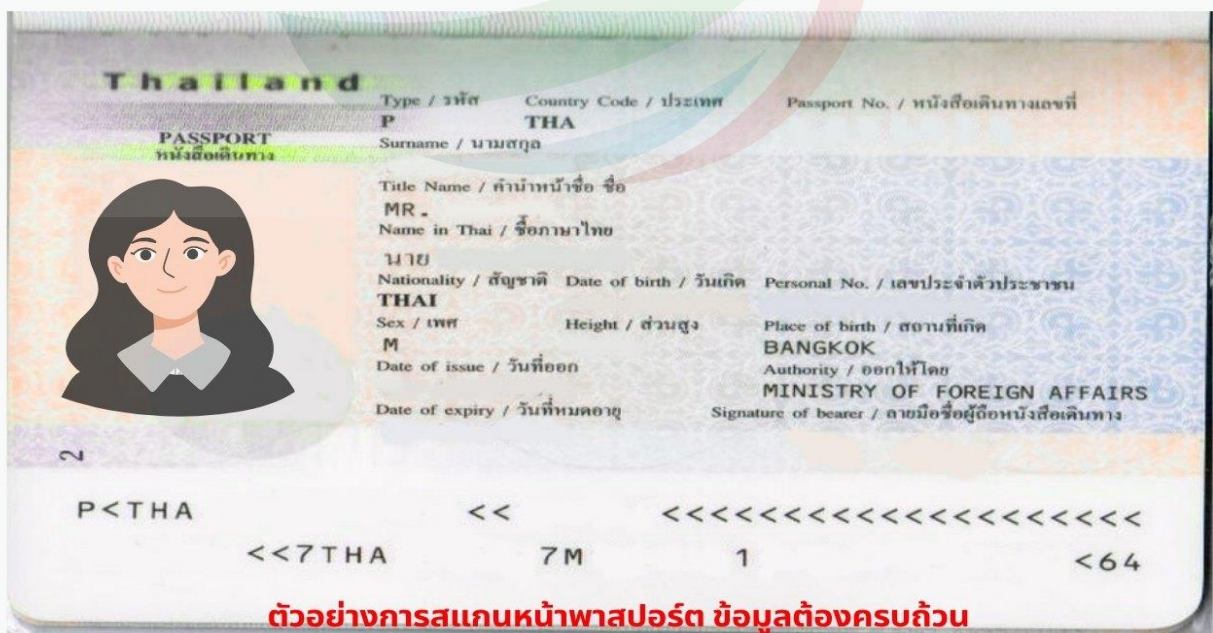 Thailand
PASSPORT
หนังสือเดินทาง
Type / รหัส Country Code / ประเทศ Passport No. / หนังสือเดินทางเลขที่
P THA
Surname / นามสกุล
Title Name / คำนำหน้าชื่อ ชื่อ
MR.
Name in Thai / ชื่อภาษาไทย
นาย
Nationality / สัญชาติ Date of birth / วันเกิด Personal No. / เลขประจำตัวประชาชน
THAI
Sex / เพศ Height / ส่วนสูง Place of birth / สถานที่เกิด
M BANGKOK
Date of issue / วันที่ออก Authority / ออกให้โดย
MINISTRY OF FOREIGN AFFAIRS
Date of expiry / วันที่หมดอายุ Signature of bearer / ลายมือชื่อผู้ถือหนังสือเดินทาง
2
P<THA << <<<<<<<<<<<<<<<<<<<<
<<7THA 7M 1 <64
ตัวอย่างการสแกนหน้าพาสปอร์ต ข้อมูลต้องครบถ้วน